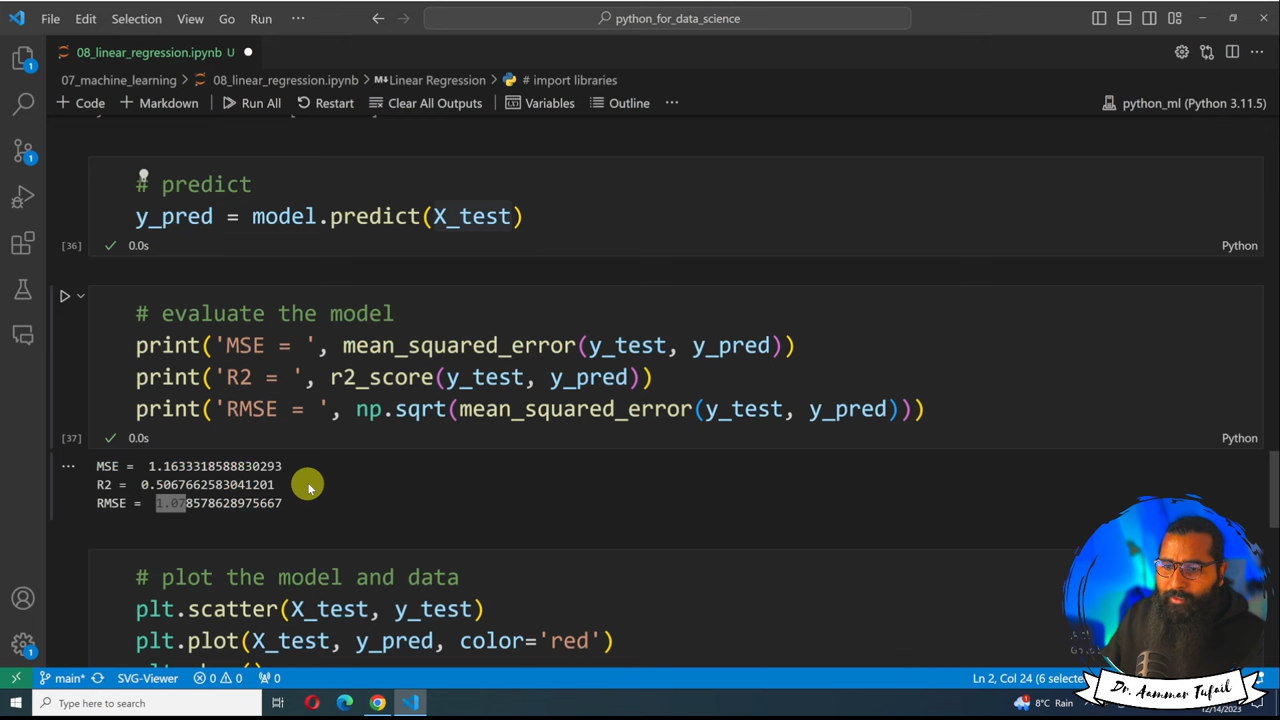 File Edit Selection View Go Run ··· python_for_data_science
08_linear_regression.ipynb U
07_machine_learning > 08_linear_regression.ipynb > Linear Regression > # import libraries
+ Code + Markdown Run All Restart Clear All Outputs Variables Outline ··· python_ml (Python 3.11.5)
# predict
y_pred = model.predict(X_test)
[36] ✓ 0.0s Python
# evaluate the model
print('MSE = ', mean_squared_error(y_test, y_pred))
print('R2 = ', r2_score(y_test, y_pred))
print('RMSE = ', np.sqrt(mean_squared_error(y_test, y_pred)))
[37] ✓ 0.0s Python
MSE = 1.1633318588830293
R2 = 0.5067662583041201
RMSE = 1.078578628975667
# plot the model and data
plt.scatter(X_test, y_test)
plt.plot(X_test, y_pred, color='red')
main* 0 0 0 SVG-Viewer Ln 2, Col 24 (6 selecte
Type here to search 8°C Rain 12/14/2023
Dr. Aammar Tufail